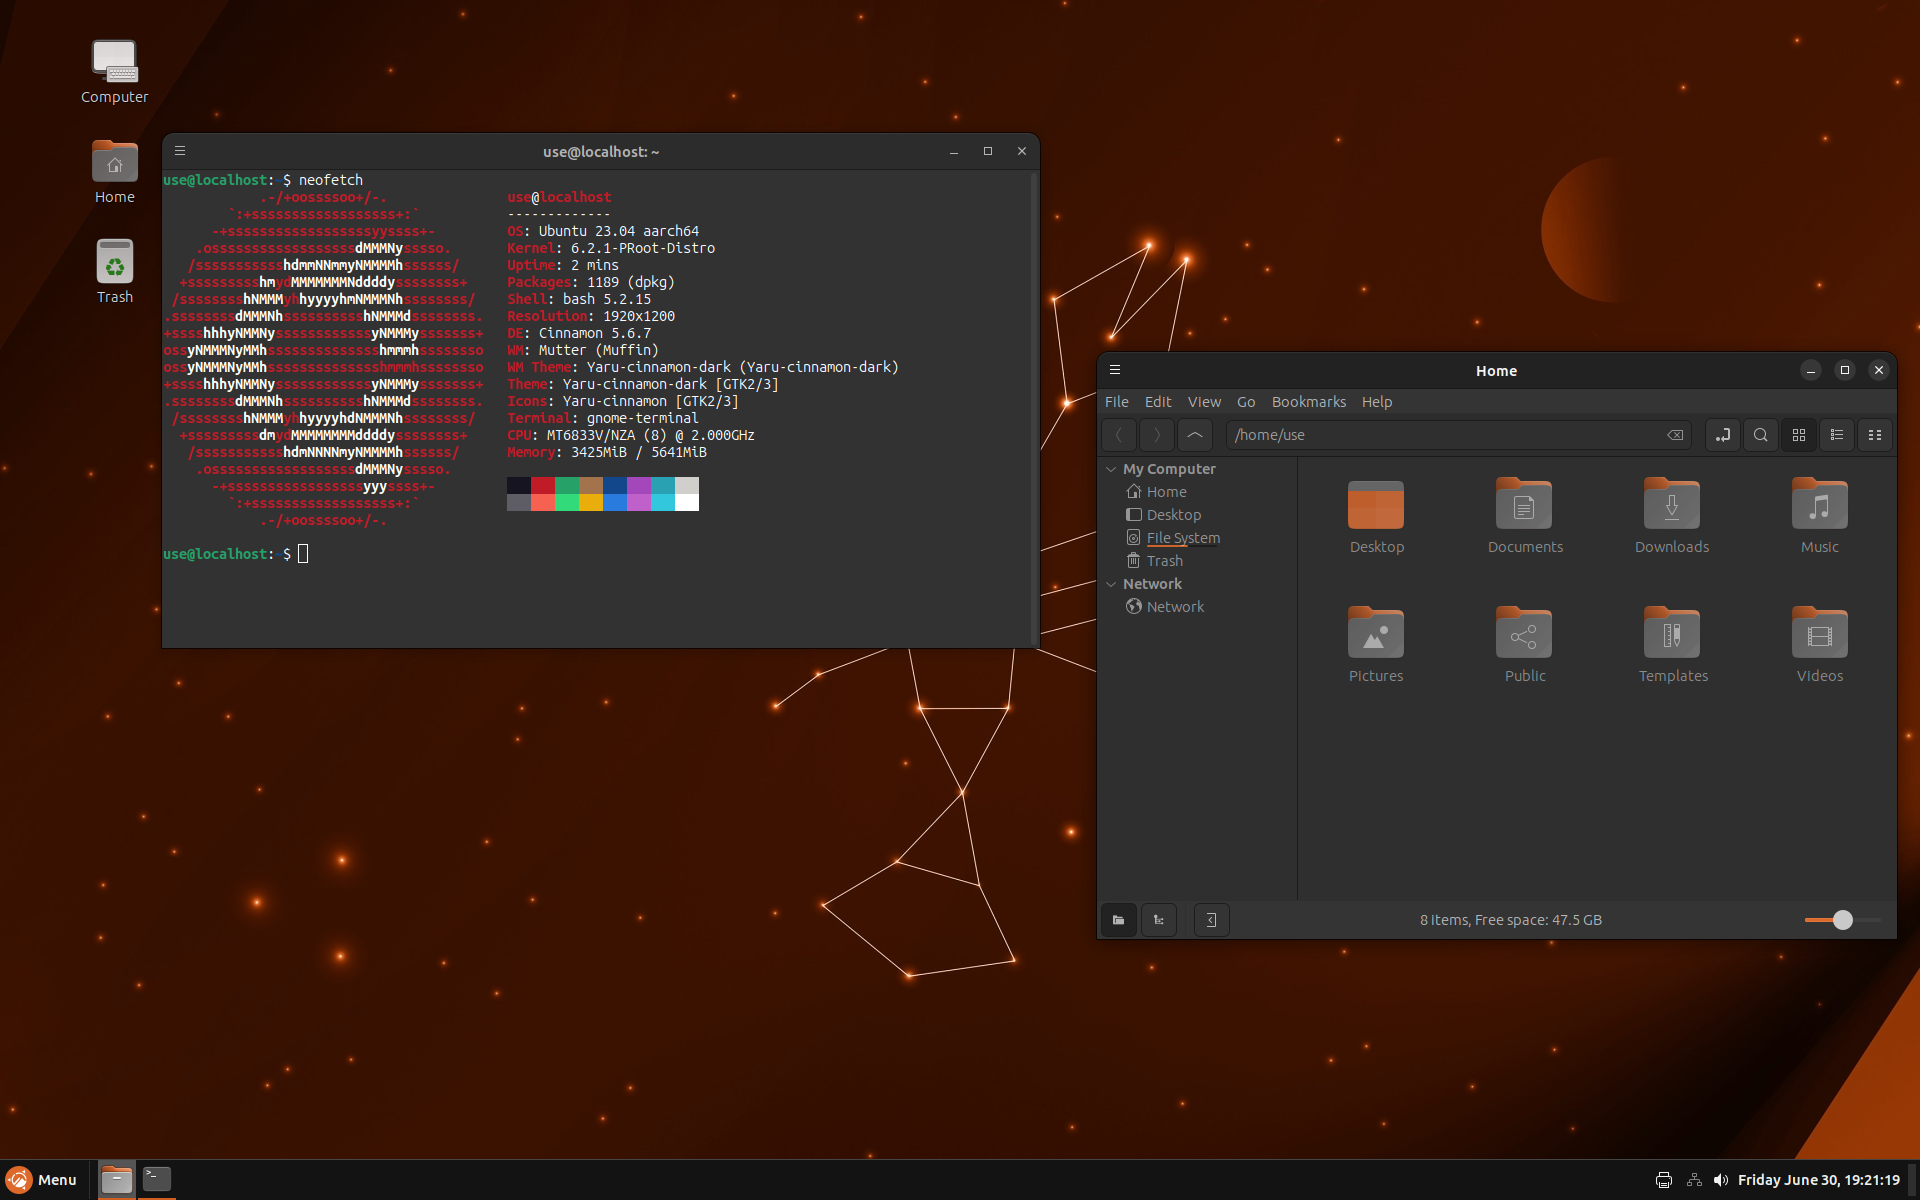 Computer
Home
Trash
use@localhost: ~
use@localhost:~$ neofetch
.-/+oossssoo+/-.
`:+ssssssssssssssssss+:`
-+ssssssssssssssssssyyssss+-
.ossssssssssssssssssdMMMNysssso.
/ssssssssssshdmmNNmmyNMMMMhssssss/
+ssssssssshmydMMMMMMMNddddyssssssss+
/sssssssshNMMMyhhyyyyhmNMMMNhssssssss/
.ssssssssdMMMNhsssssssssshNMMMdssssssss.
+sssshhhyNMMNyssssssssssssyNMMMysssssss+
ossyNMMMNyMMhsssssssssssssshmmmhssssssso
ossyNMMMNyMMhsssssssssssssshmmmhssssssso
+sssshhhyNMMNyssssssssssssyNMMMysssssss+
.ssssssssdMMMNhsssssssssshNMMMdssssssss.
/sssssssshNMMMyhhyyyyhdNMMMNhssssssss/
+sssssssssdmydMMMMMMMMddddyssssssss+
/ssssssssssshdmNNNNmyNMMMMhssssss/
.ossssssssssssssssssdMMMNysssso.
-+sssssssssssssssssyyyssss+-
`:+ssssssssssssssssss+:`
.-/+oossssoo+/-.
use@localhost
-------------
OS: Ubuntu 23.04 aarch64
Kernel: 6.2.1-PRoot-Distro
Uptime: 2 mins
Packages: 1189 (dpkg)
Shell: bash 5.2.15
Resolution: 1920x1200
DE: Cinnamon 5.6.7
WM: Mutter (Muffin)
WM Theme: Yaru-cinnamon-dark (Yaru-cinnamon-dark)
Theme: Yaru-cinnamon-dark [GTK2/3]
Icons: Yaru-cinnamon [GTK2/3]
Terminal: gnome-terminal
CPU: MT6833V/NZA (8) @ 2.000GHz
Memory: 3425MiB / 5641MiB
use@localhost:~$
Home
File Edit View Go Bookmarks Help
/home/use
My Computer
Home
Desktop
File System
Trash
Network
Network
Desktop Documents Downloads Music
Pictures Public Templates Videos
8 items, Free space: 47.5 GB
Menu
Friday June 30, 19:21:19